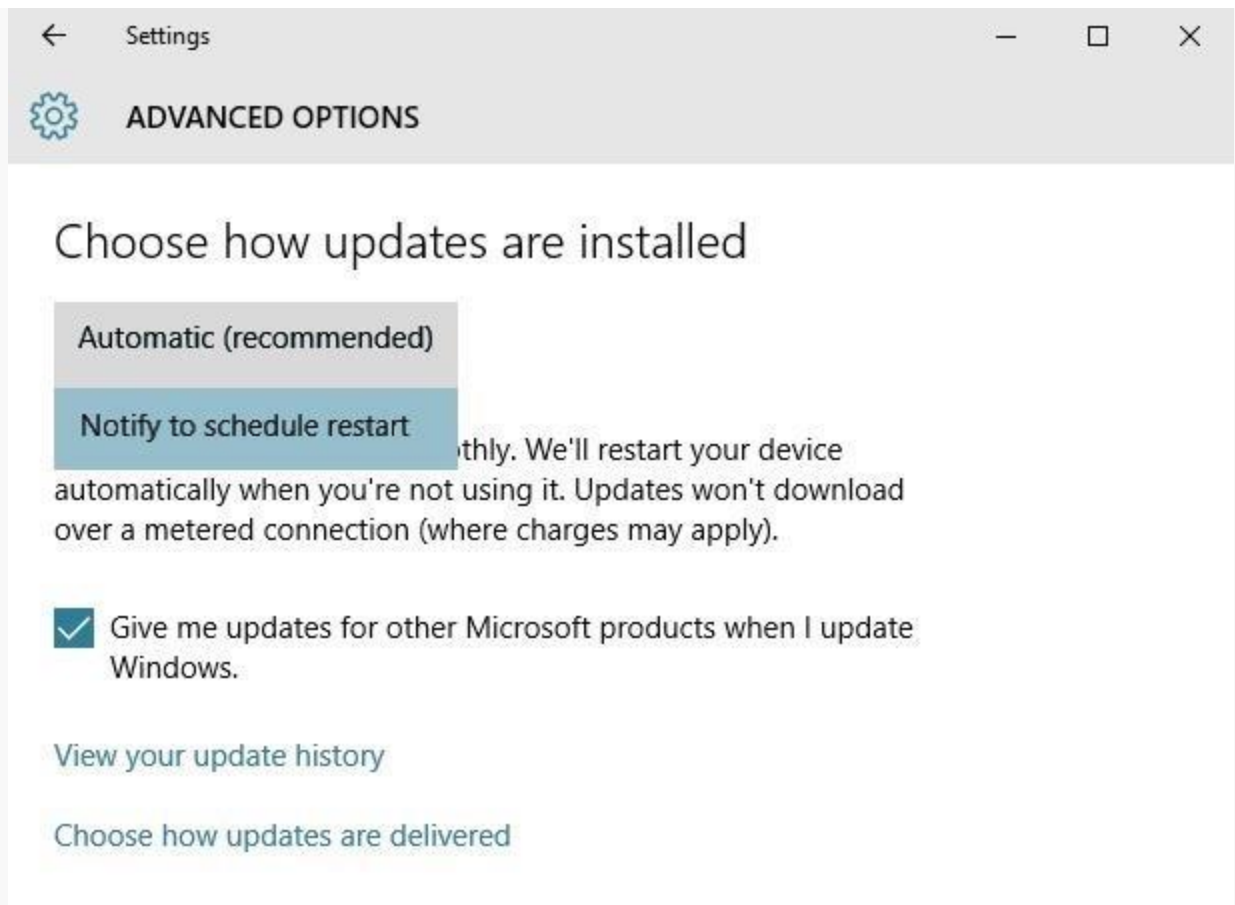 Settings
ADVANCED OPTIONS
Choose how updates are installed
Automatic (recommended)
Notify to schedule restart
We'll restart your device
automatically when you're not using it. Updates won't download
over a metered connection (where charges may apply).
Give me updates for other Microsoft products when I update
Windows.
View your update history
Choose how updates are delivered